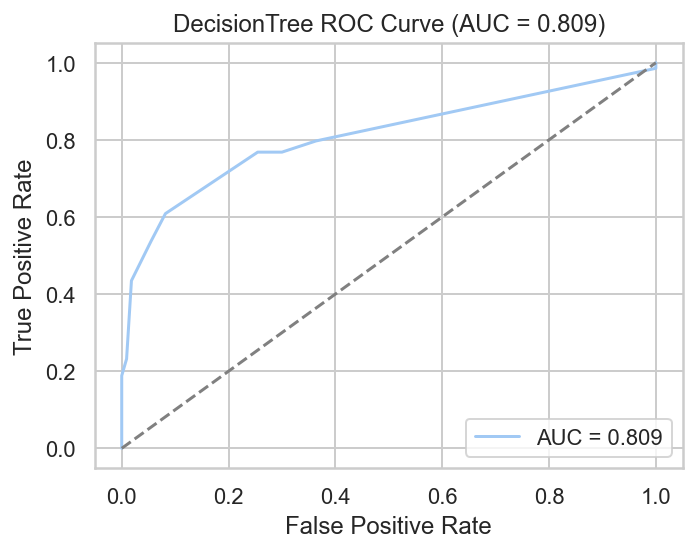 DecisionTree ROC Curve (AUC = 0.809)
True Positive Rate
1.0
0.8
0.6
0.4
0.2
0.0
AUC = 0.809
0.0 0.2 0.4 0.6 0.8 1.0
False Positive Rate